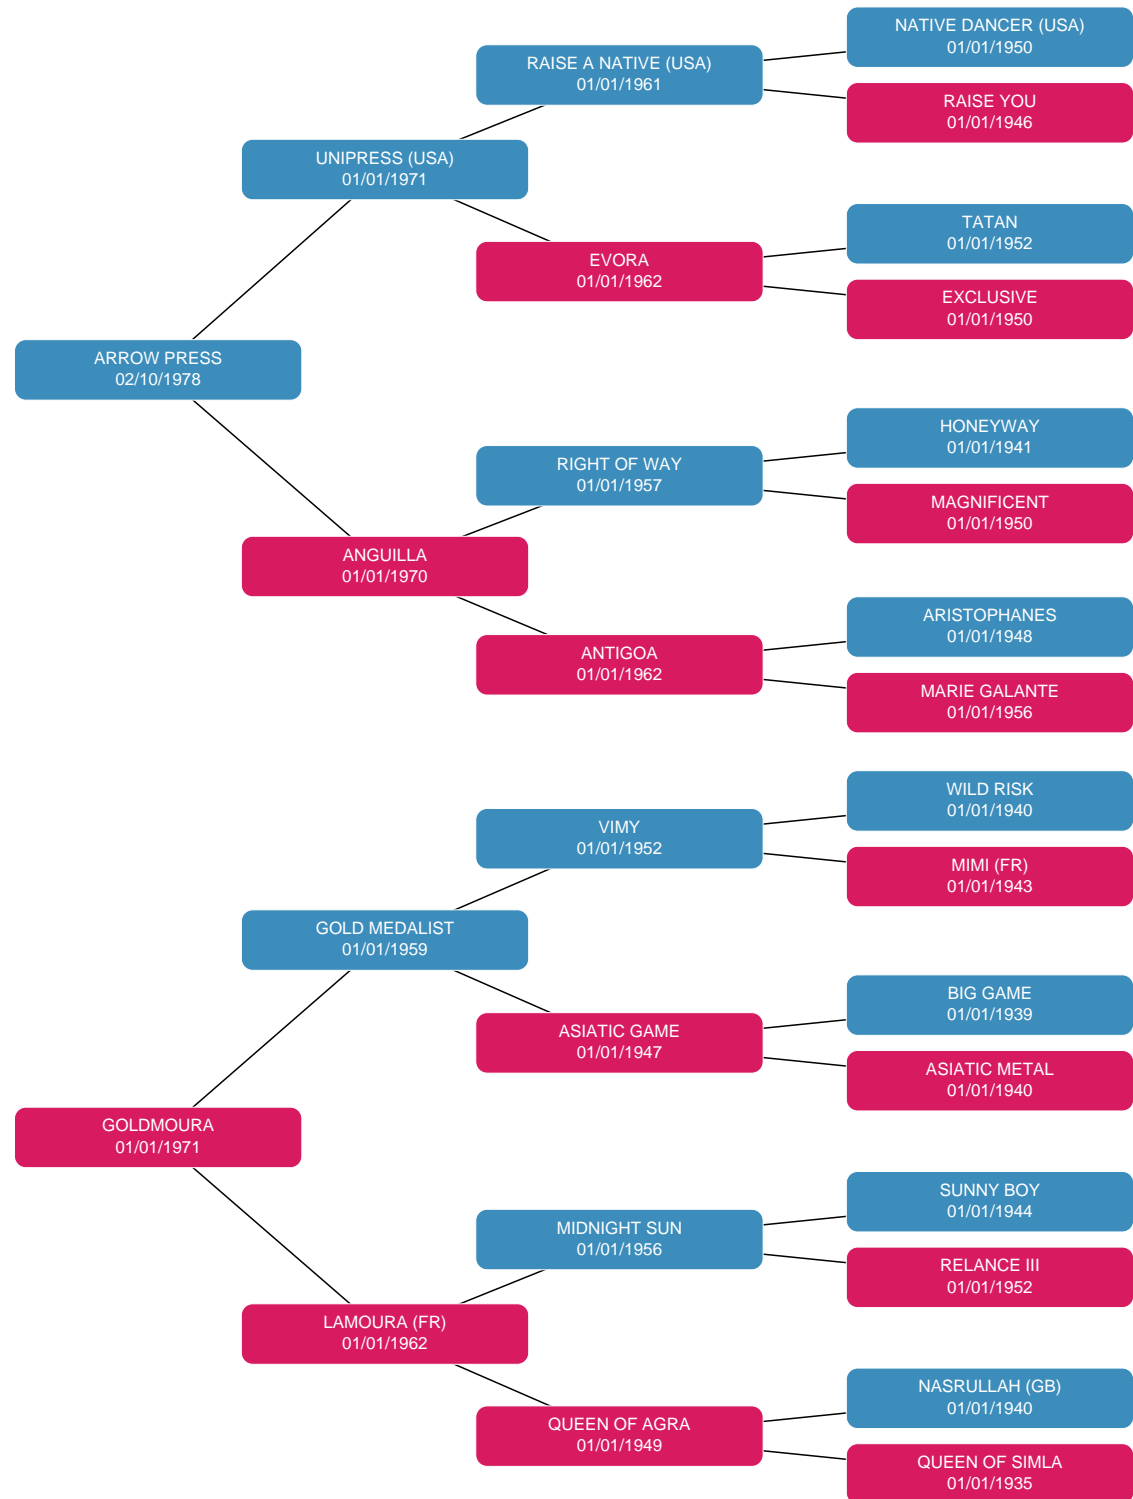 NATIVE DANCER (USA)
01/01/1950
RAISE A NATIVE (USA)
01/01/1961
RAISE YOU
01/01/1946
UNIPRESS (USA)
01/01/1971
TATAN
01/01/1952
EVORA
01/01/1962
EXCLUSIVE
01/01/1950
ARROW PRESS
02/10/1978
HONEYWAY
01/01/1941
RIGHT OF WAY
01/01/1957
MAGNIFICENT
01/01/1950
ANGUILLA
01/01/1970
ARISTOPHANES
01/01/1948
ANTIGOA
01/01/1962
MARIE GALANTE
01/01/1956
WILD RISK
01/01/1940
VIMY
01/01/1952
MIMI (FR)
01/01/1943
GOLD MEDALIST
01/01/1959
BIG GAME
01/01/1939
ASIATIC GAME
01/01/1947
ASIATIC METAL
01/01/1940
GOLDMOURA
01/01/1971
SUNNY BOY
01/01/1944
MIDNIGHT SUN
01/01/1956
RELANCE III
01/01/1952
LAMOURA (FR)
01/01/1962
NASRULLAH (GB)
01/01/1940
QUEEN OF AGRA
01/01/1949
QUEEN OF SIMLA
01/01/1935